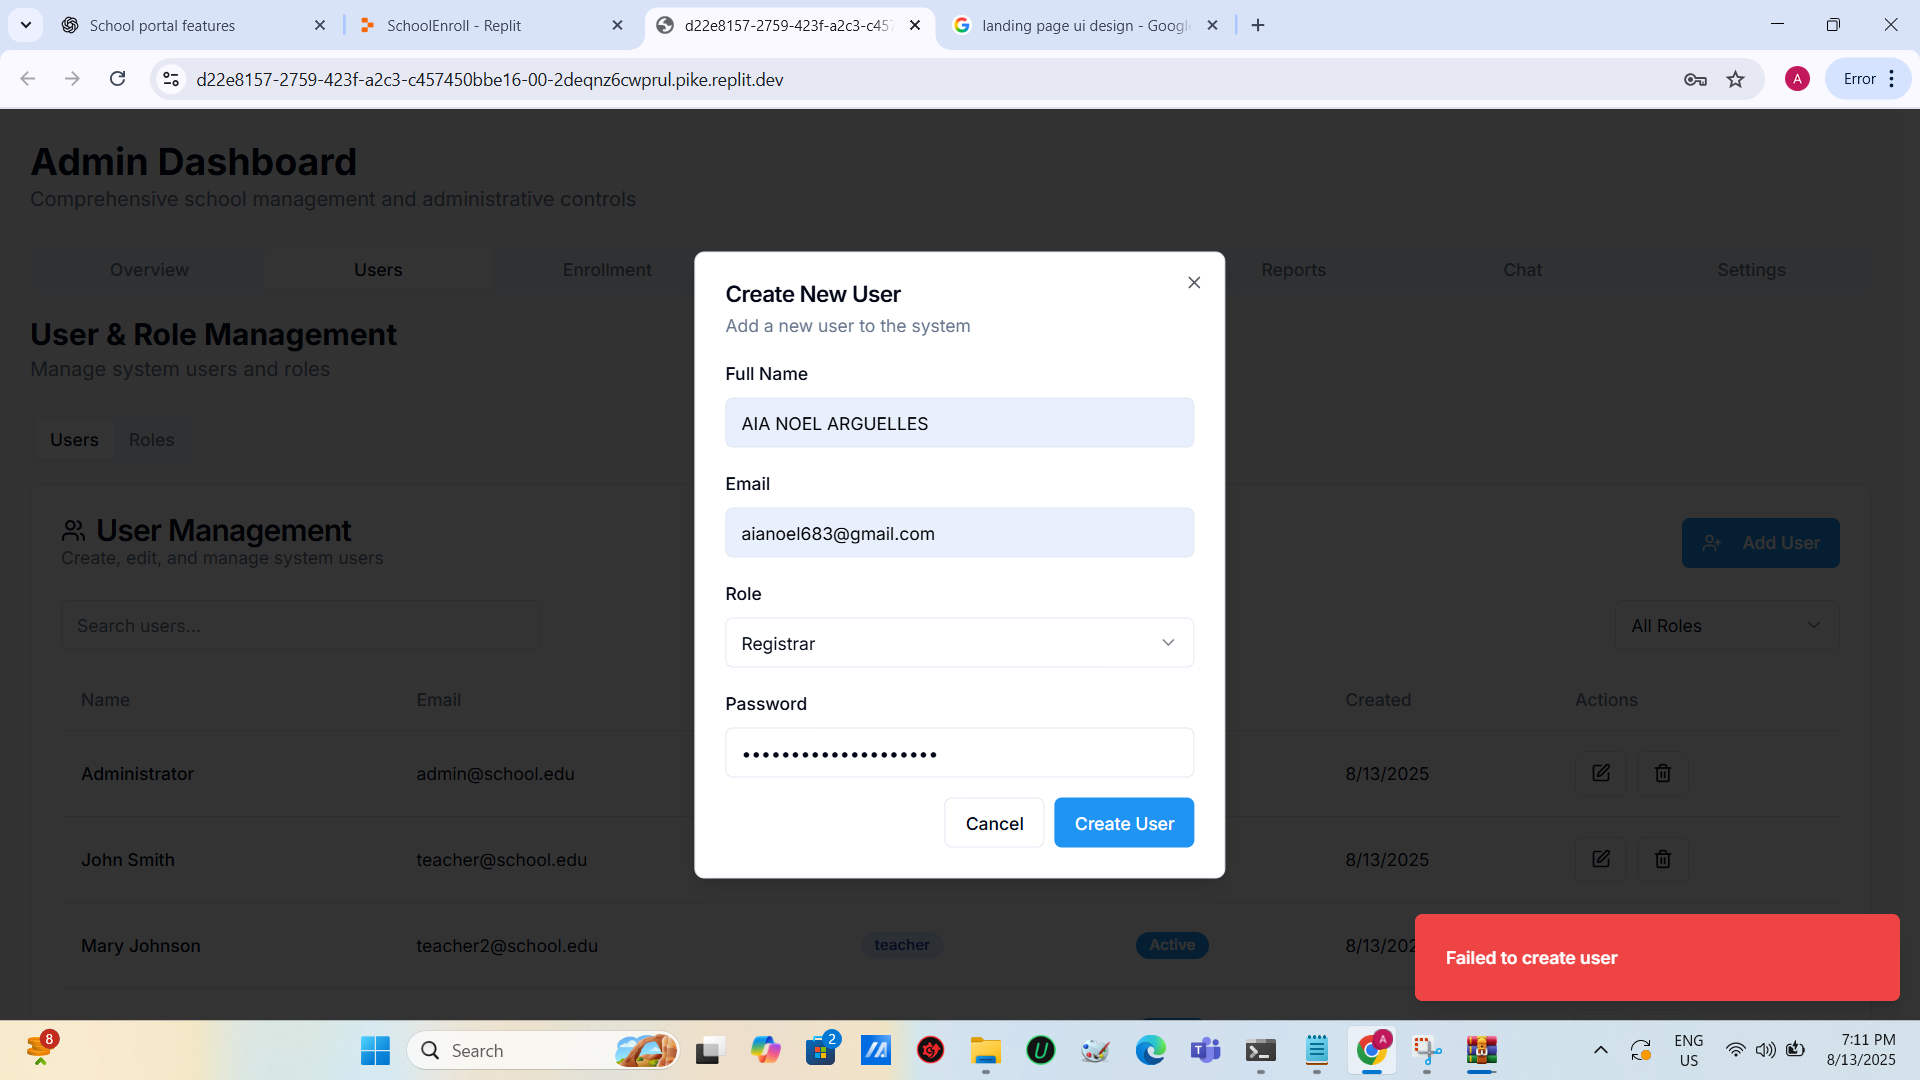 School portal features
SchoolEnroll - Replit
d22e8157-2759-423f-a2c3-c457
landing page ui design - Google
d22e8157-2759-423f-a2c3-c457450bbe16-00-2deqnz6cwprul.pike.replit.dev
A
Error
Admin Dashboard
Comprehensive school management and administrative controls
Overview
Users
Enrollment
Reports
Chat
Settings
User & Role Management
Manage system users and roles
Users
Roles
User Management
Create, edit, and manage system users
Add User
Search users...
All Roles
Name
Email
Created
Actions
Administrator
admin@school.edu
8/13/2025
John Smith
teacher@school.edu
8/13/2025
Mary Johnson
teacher2@school.edu
teacher
Active
8/13/202
Create New User
Add a new user to the system
Full Name
AIA NOEL ARGUELLES
Email
aianoel683@gmail.com
Role
Registrar
Password
••••••••••••••••••••
Cancel
Create User
Failed to create user
8
Search
2
A
ENG
US
7:11 PM
8/13/2025